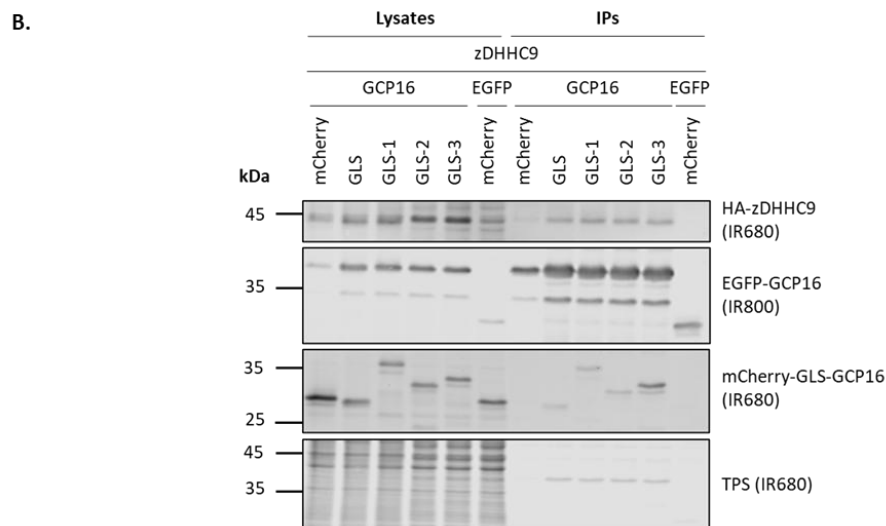 B.
Lysates IPs
zDHHC9
GCP16 EGFP GCP16 EGFP
mCherry GLS GLS-1 GLS-2 GLS-3 mCherry mCherry GLS GLS-1 GLS-2 GLS-3 mCherry
kDa
45
HA-zDHHC9
(IR680)
35
EGFP-GCP16
(IR800)
35
25
mCherry-GLS-GCP16
(IR680)
45
35
TPS (IR680)